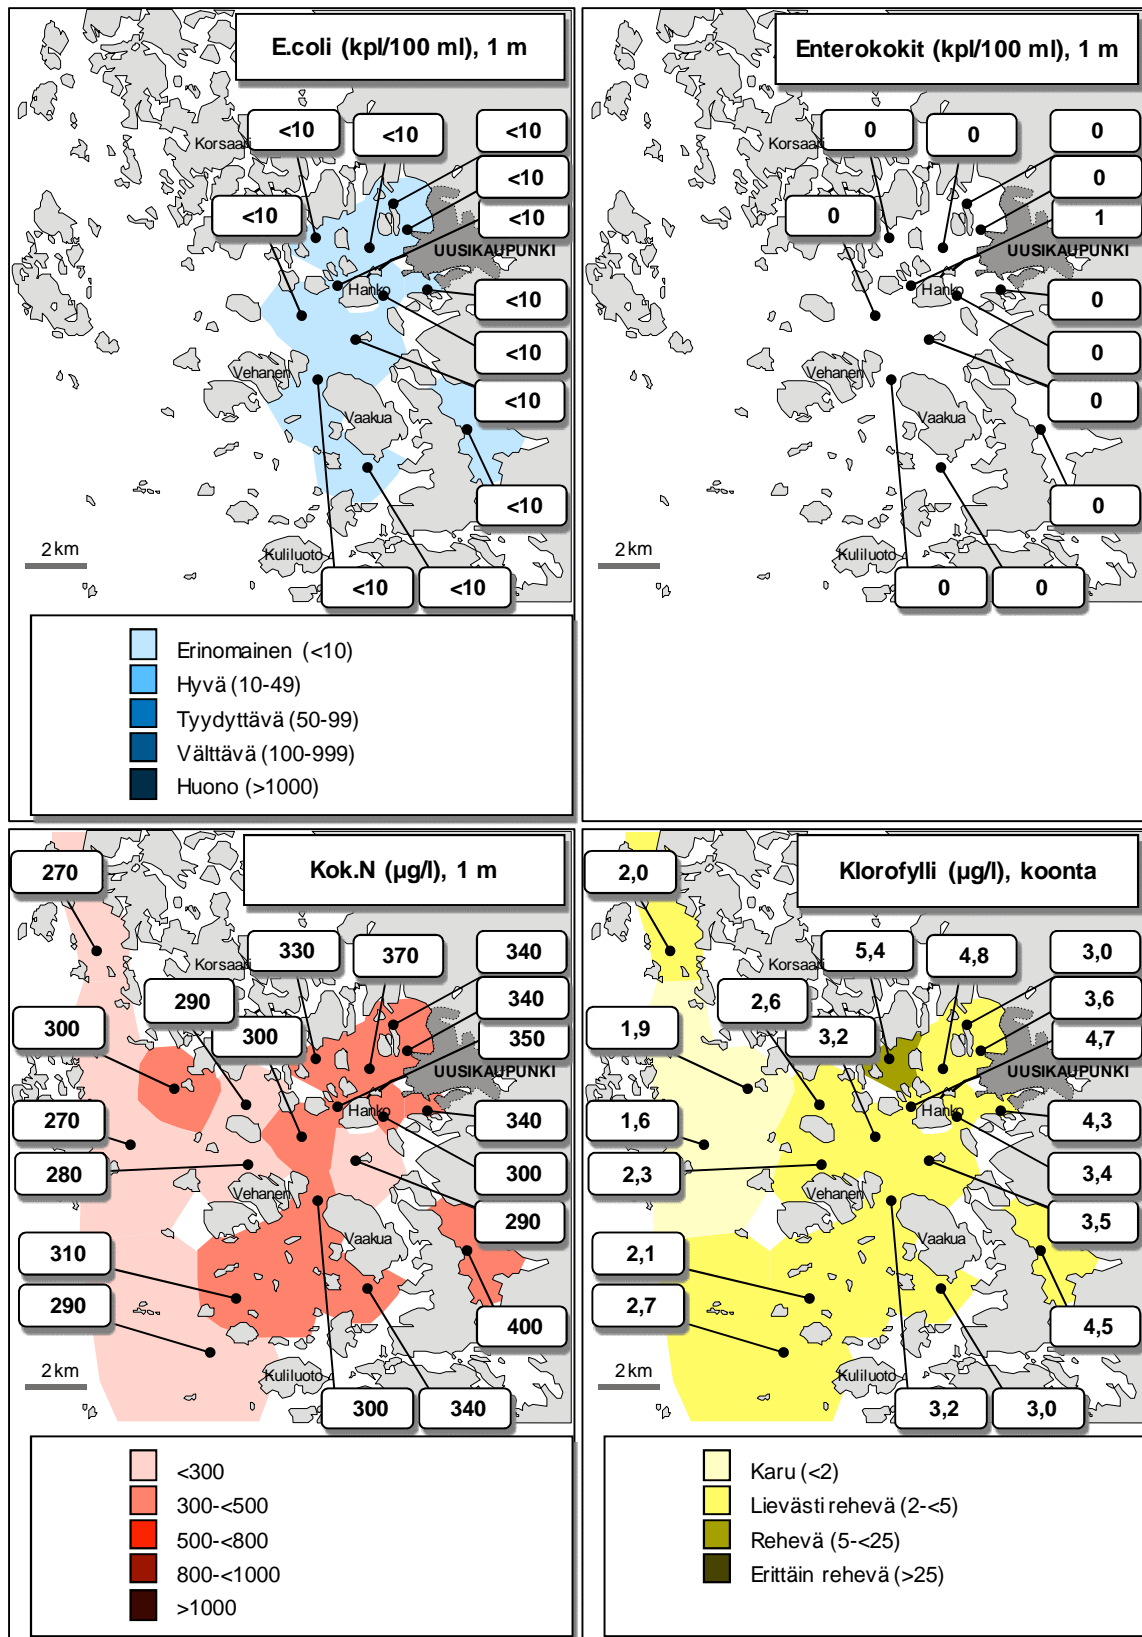 E.coli (kpl/100 ml), 1 m
Korsaari
<10
<10
<10
<10
<10
<10
UUSIKAUPUNKI
Hanko
<10
<10
Vehanen
<10
Vaakua
<10
2 km
Kuliluoto
<10
<10
Erinomainen (<10)
Hyvä (10-49)
Tyydyttävä (50-99)
Välttävä (100-999)
Huono (>1000)
Enterokokit (kpl/100 ml), 1 m
Korsaari
0
0
0
0
0
1
UUSIKAUPUNKI
Hanko
0
0
Vehanen
0
Vaakua
0
2 km
Kuliluoto
0
0
Kok.N (µg/l), 1 m
270
Korsaari
330
370
340
290
340
300
300
350
UUSIKAUPUNKI
Hanko
270
340
280
300
Vehanen
290
Vaakua
310
290
400
2 km
Kuliluoto
300
340
<300
300-<500
500-<800
800-<1000
>1000
Klorofylli (µg/l), koonta
2,0
Korsaari
5,4
4,8
3,0
2,6
3,6
1,9
3,2
4,7
UUSIKAUPUNKI
Hanko
1,6
4,3
2,3
3,4
Vehanen
3,5
Vaakua
2,1
2,7
4,5
2 km
Kuliluoto
3,2
3,0
Karu (<2)
Lievästi rehevä (2-<5)
Rehevä (5-<25)
Erittäin rehevä (>25)